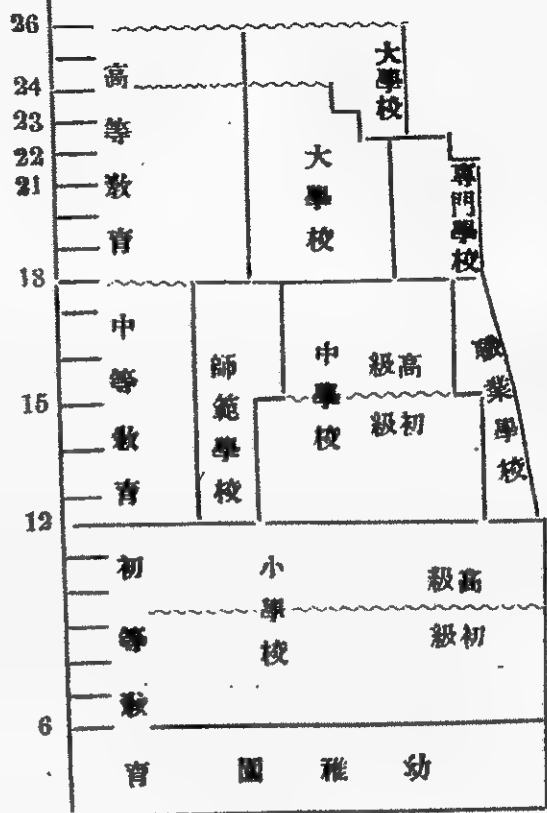 26
24
23
22
21
18
15
12
6
高等教育
中等教育
初等教育
大學校
大學校
專門學校
師範學校
中學校
高級
初級
職業學校
小學校
高級
初級
幼稚園